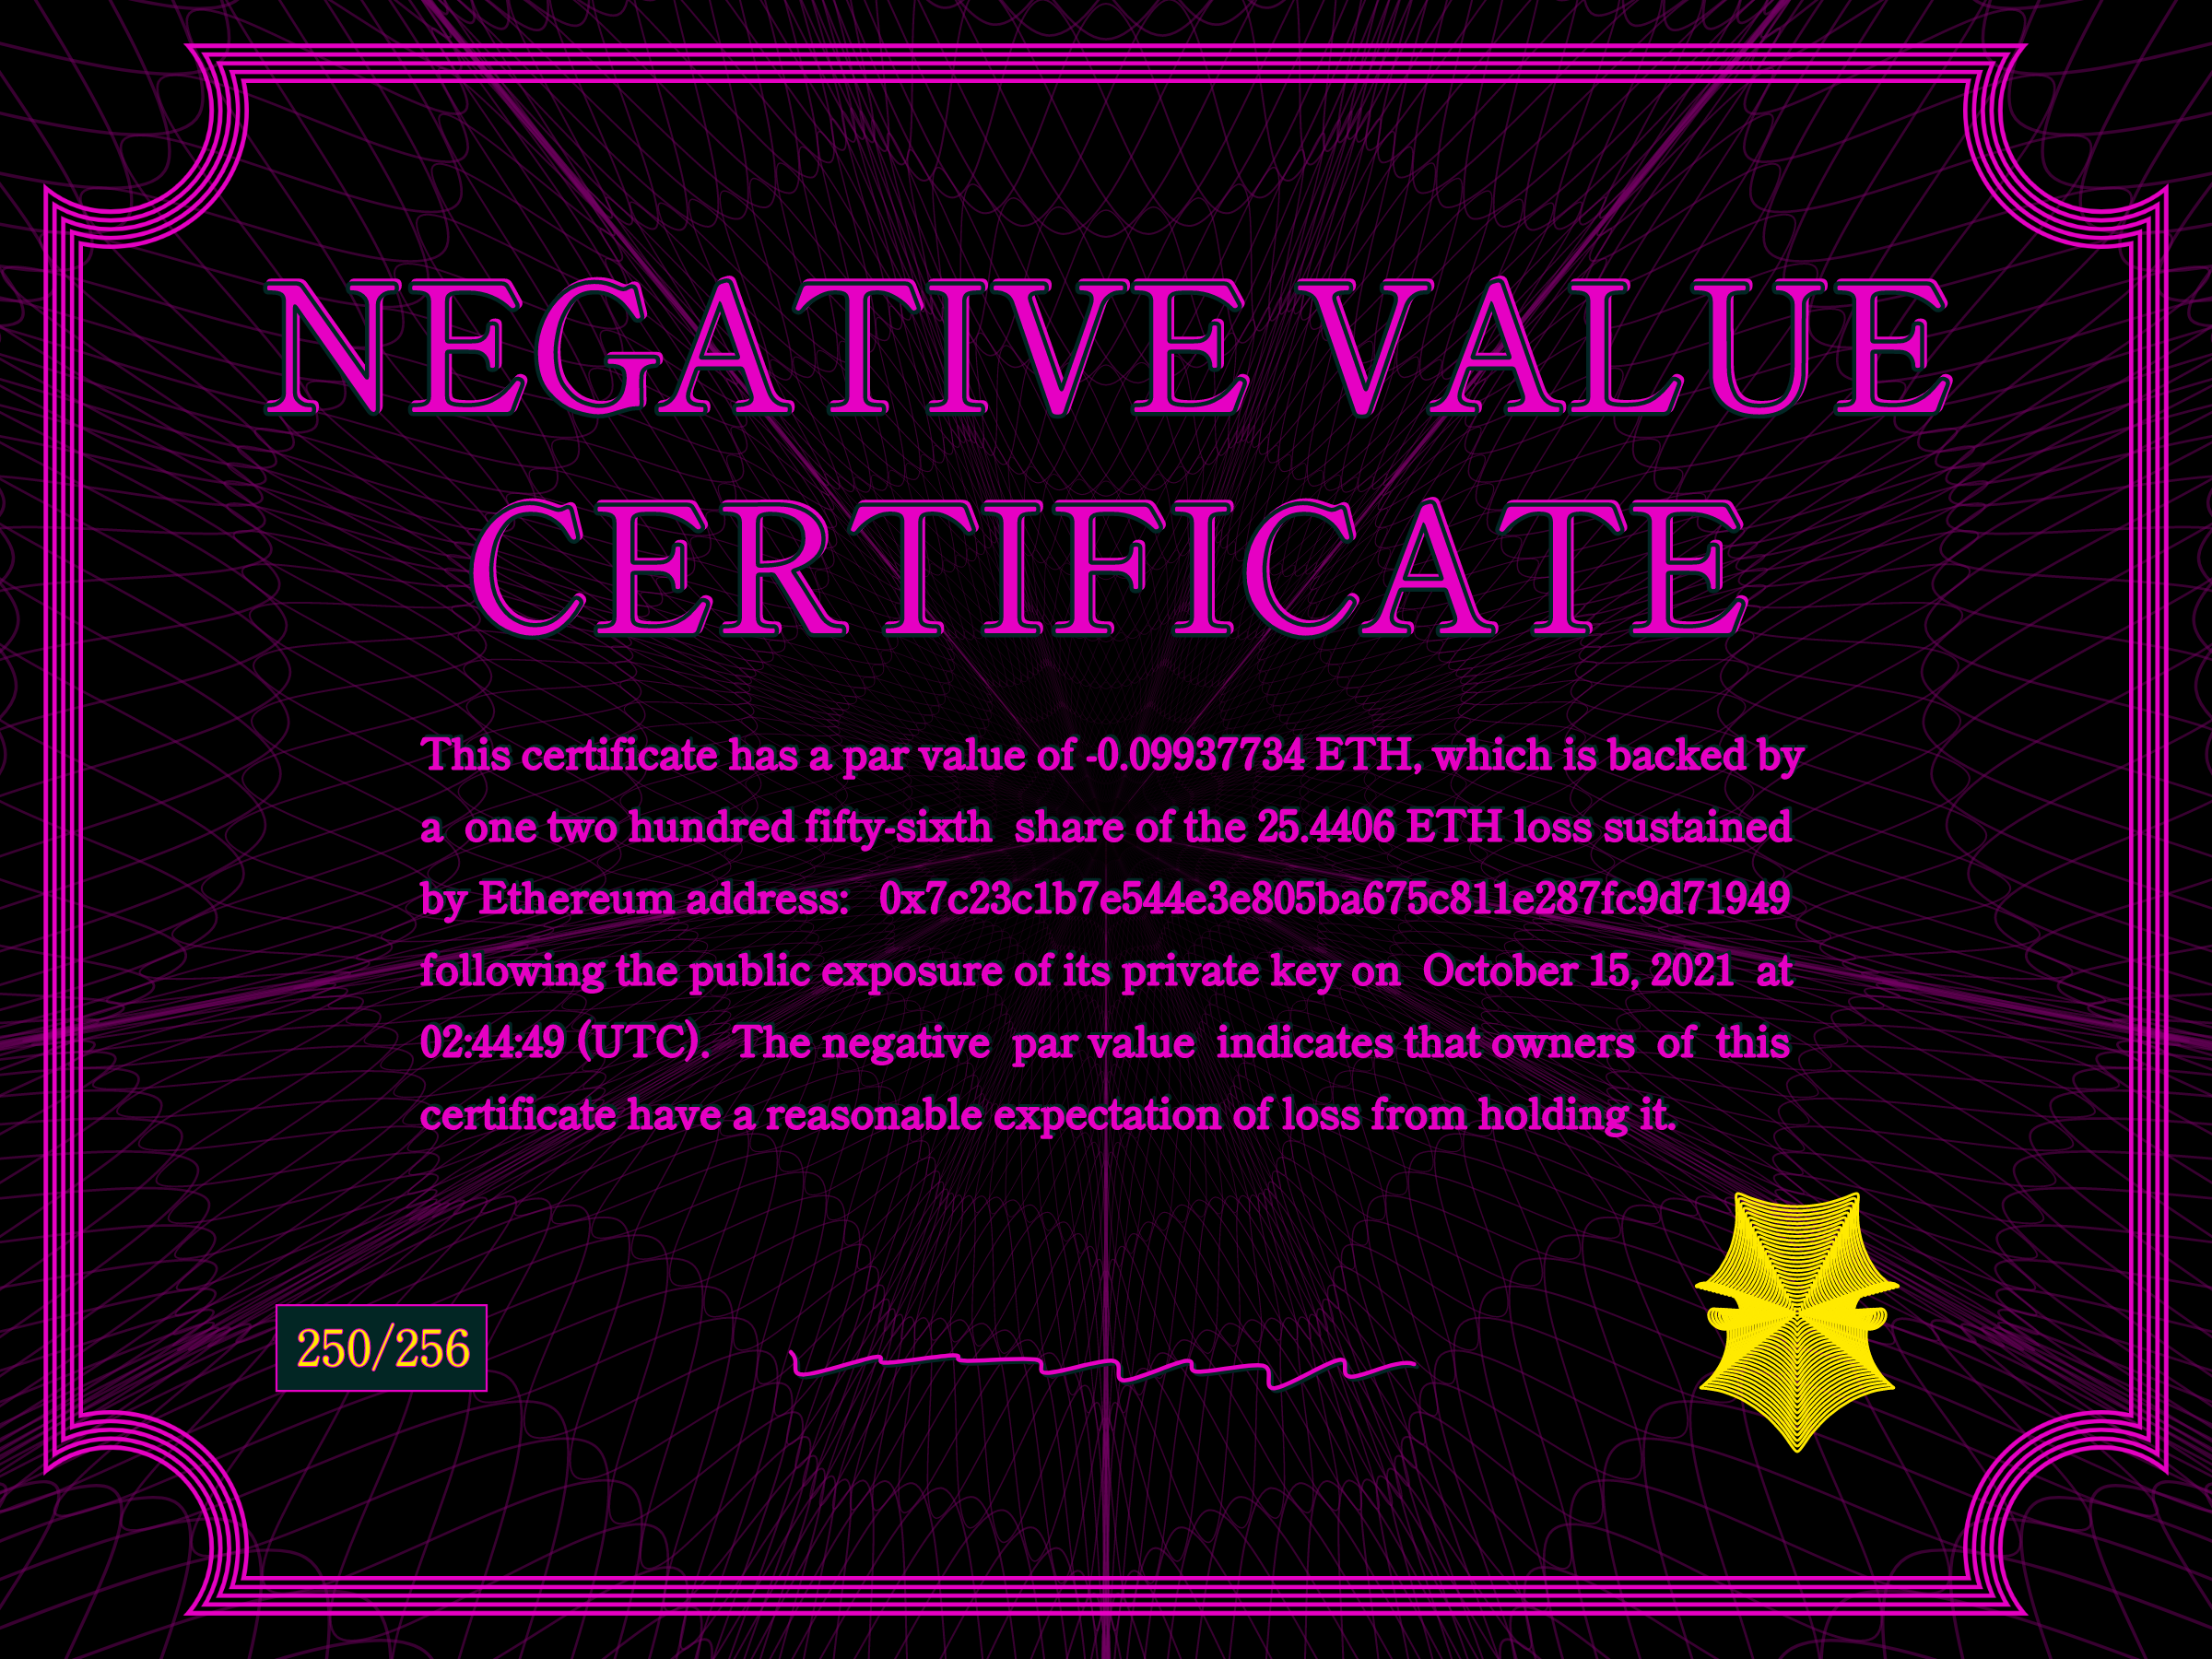 NEGATIVE VALUE
CERTIFICATE
This certificate has a par value of -0.09937734 ETH, which is backed by
a one two hundred fifty-sixth share of the 25.4406 ETH loss sustained
by Ethereum address: 0x7c23c1b7e544e3e805ba675c811e287fc9d71949
following the public exposure of its private key on October 15, 2021 at
02:44:49 (UTC). The negative par value indicates that owners of this
certificate have a reasonable expectation of loss from holding it.
250/256